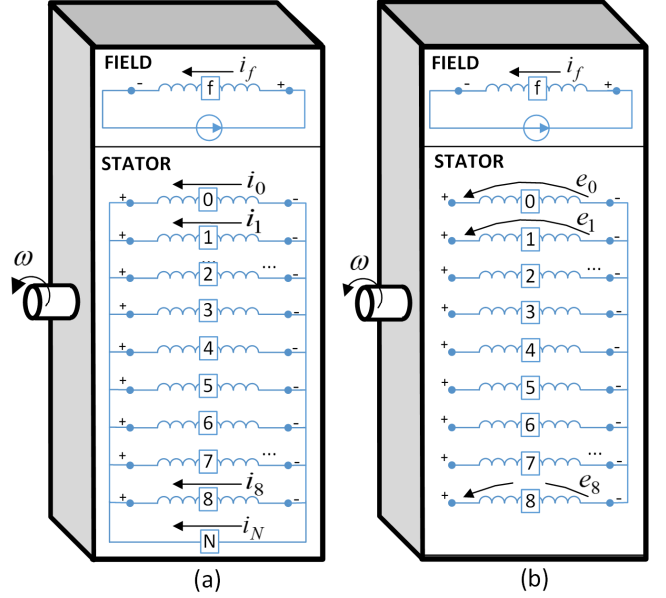 FIELD
i_f
- f +
STATOR
+ 0 - i_0
+ 1 - i_1
+ 2 - ... ...
+ 3 -
+ 4 -
+ 5 -
+ 6 -
+ 7 - ...
+ 8 - i_8
N i_N
ω
(a)
FIELD
i_f
- f +
STATOR
+ 0 - e_0
+ 1 - e_1
+ 2 - ...
+ 3 -
+ 4 -
+ 5 -
+ 6 -
+ 7 - ...
+ 8 - e_8
ω
(b)